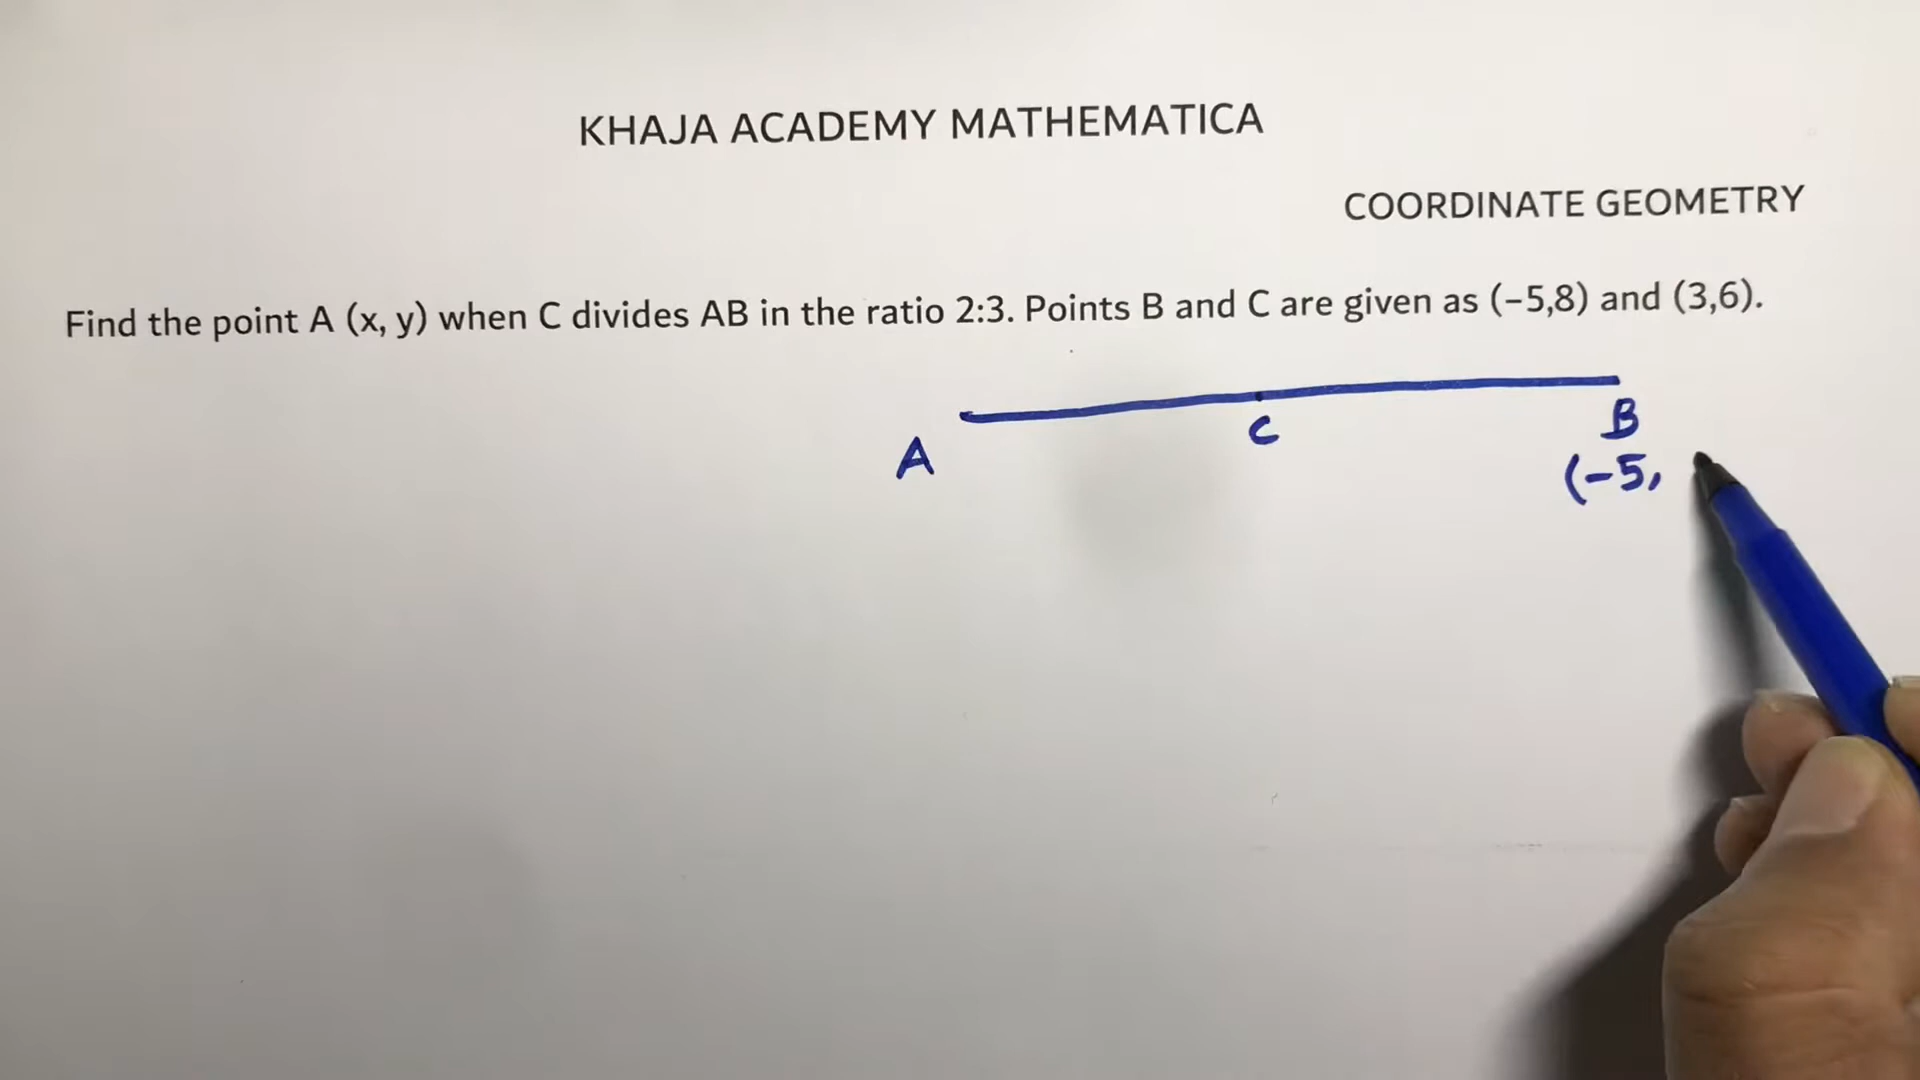 KHAJA ACADEMY MATHEMATICA
COORDINATE GEOMETRY
Find the point A (x, y) when C divides AB in the ratio 2:3. Points B and C are given as (−5,8) and (3,6).
A C B
(-5,